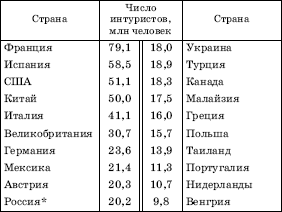 Страна Число интуристов, млн человек Страна
Франция 79,1 18,0 Украина
Испания 58,5 18,9 Турция
США 51,1 18,3 Канада
Китай 50,0 17,5 Малайзия
Италия 41,1 16,0 Греция
Великобритания 30,7 15,7 Польша
Германия 23,6 13,9 Таиланд
Мексика 21,4 11,3 Португалия
Австрия 20,3 10,7 Нидерланды
Россия* 20,2 9,8 Венгрия